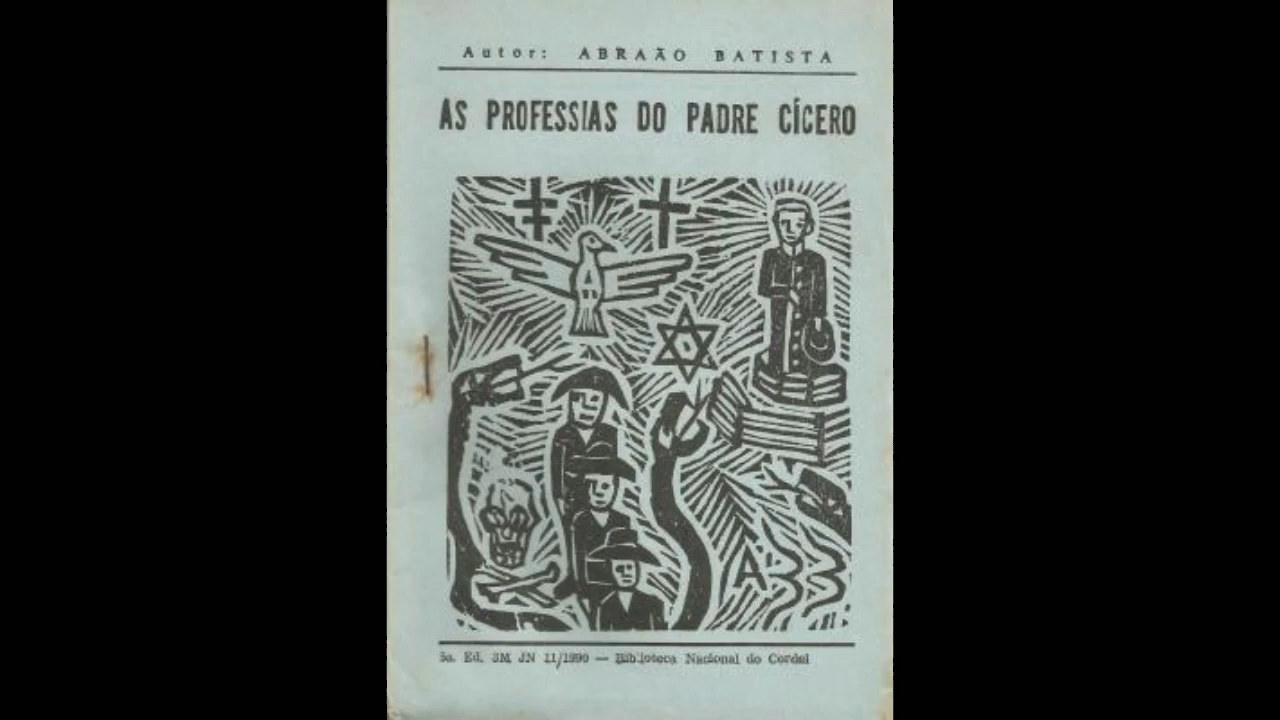 Autor: ABRAÃO BATISTA
AS PROFESSIAS DO PADRE CÍCERO
A
A
5a. Ed. 3M JN 11/1990 — Biblioteca Nacional do Cordel